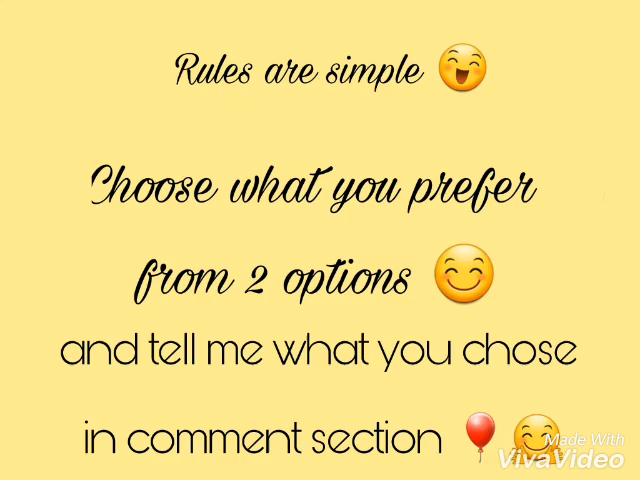 Rules are simple 😄
Choose what you prefer
from 2 options 😊
and tell me what you chose
in comment section 🎈🤗
Made With
VivaVideo